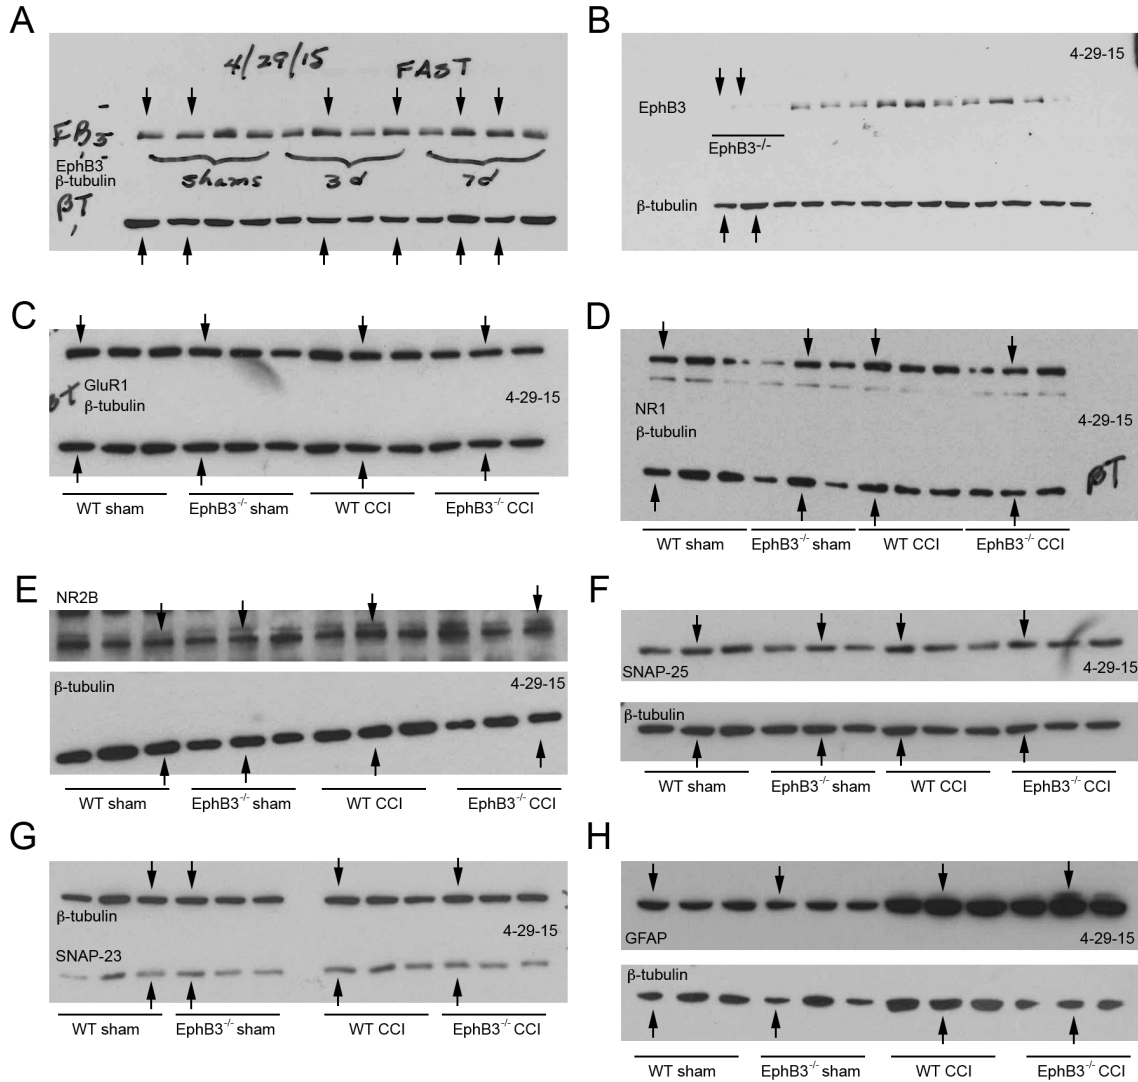 A
4/29/15 FAST
FB3
EphB3
β-tubulin
shams 3d 7d
βT
B
4-29-15
EphB3
EphB3-/-
β-tubulin
C
GluR1
βT
β-tubulin
4-29-15
WT sham EphB3-/- sham WT CCI EphB3-/- CCI
D
NR1
β-tubulin
4-29-15
βT
WT sham EphB3-/- sham WT CCI EphB3-/- CCI
E
NR2B
β-tubulin
4-29-15
WT sham EphB3-/- sham WT CCI EphB3-/- CCI
F
SNAP-25
4-29-15
β-tubulin
WT sham EphB3-/- sham WT CCI EphB3-/- CCI
G
β-tubulin
4-29-15
SNAP-23
WT sham EphB3-/- sham WT CCI EphB3-/- CCI
H
GFAP
4-29-15
β-tubulin
WT sham EphB3-/- sham WT CCI EphB3-/- CCI